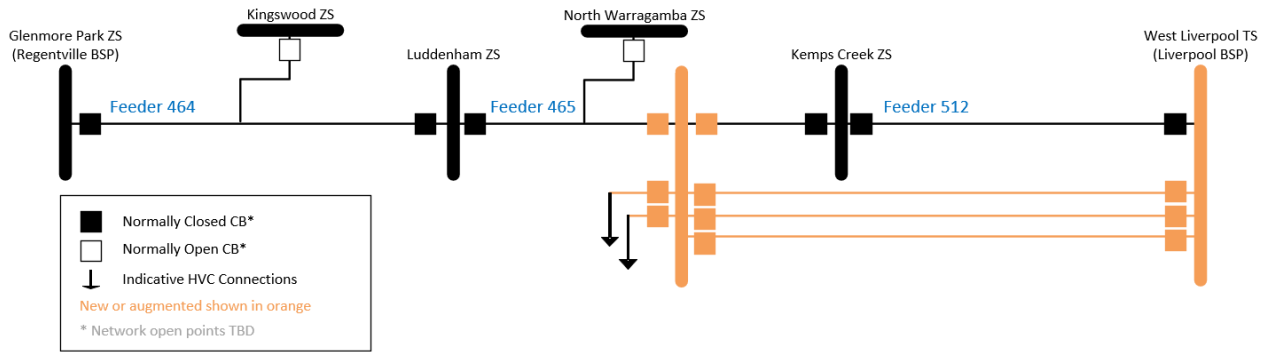 Kingswood ZS
North Warragamba ZS
Glenmore Park ZS
(Regentville BSP)
Luddenham ZS
Kemps Creek ZS
West Liverpool TS
(Liverpool BSP)
Feeder 464
Feeder 465
Feeder 512
Normally Closed CB*
Normally Open CB*
Indicative HVC Connections
New or augmented shown in orange
* Network open points TBD